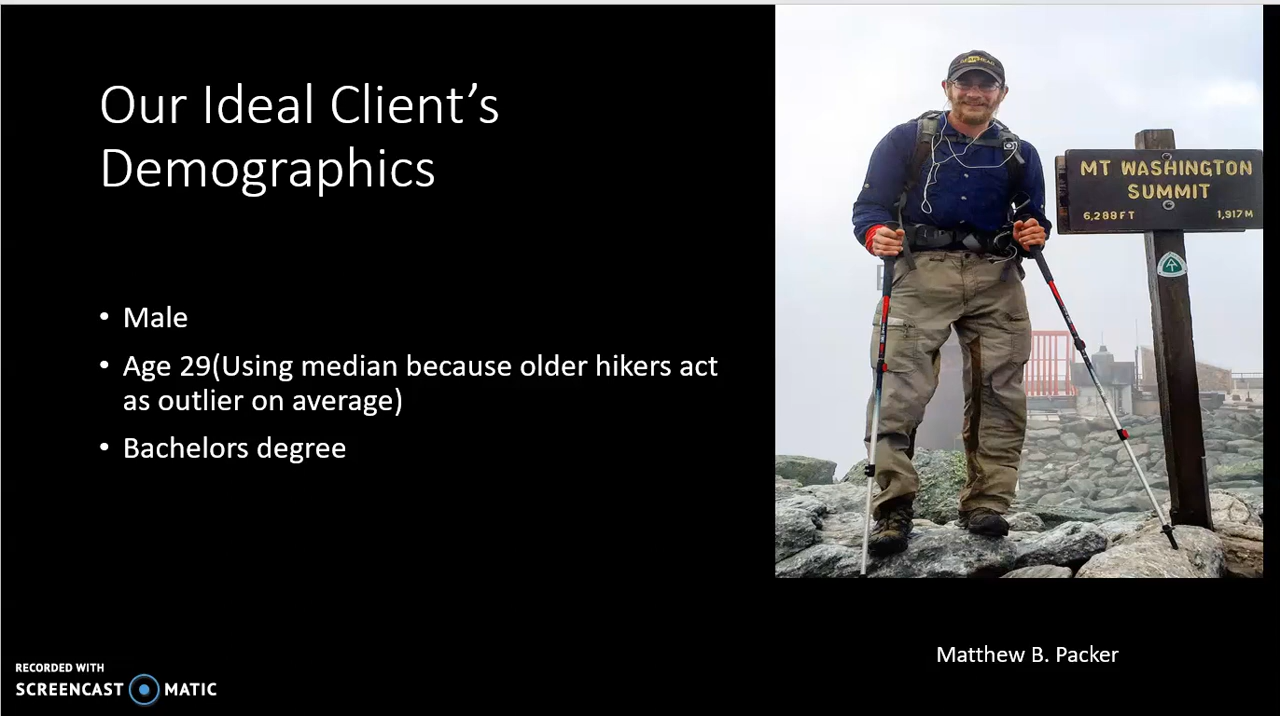 Our Ideal Client's
Demographics
• Male
• Age 29(Using median because older hikers act
as outlier on average)
• Bachelors degree
MT WASHINGTON
SUMMIT
6,288 FT 1,917 M
Matthew B. Packer
RECORDED WITH
SCREENCAST MATIC